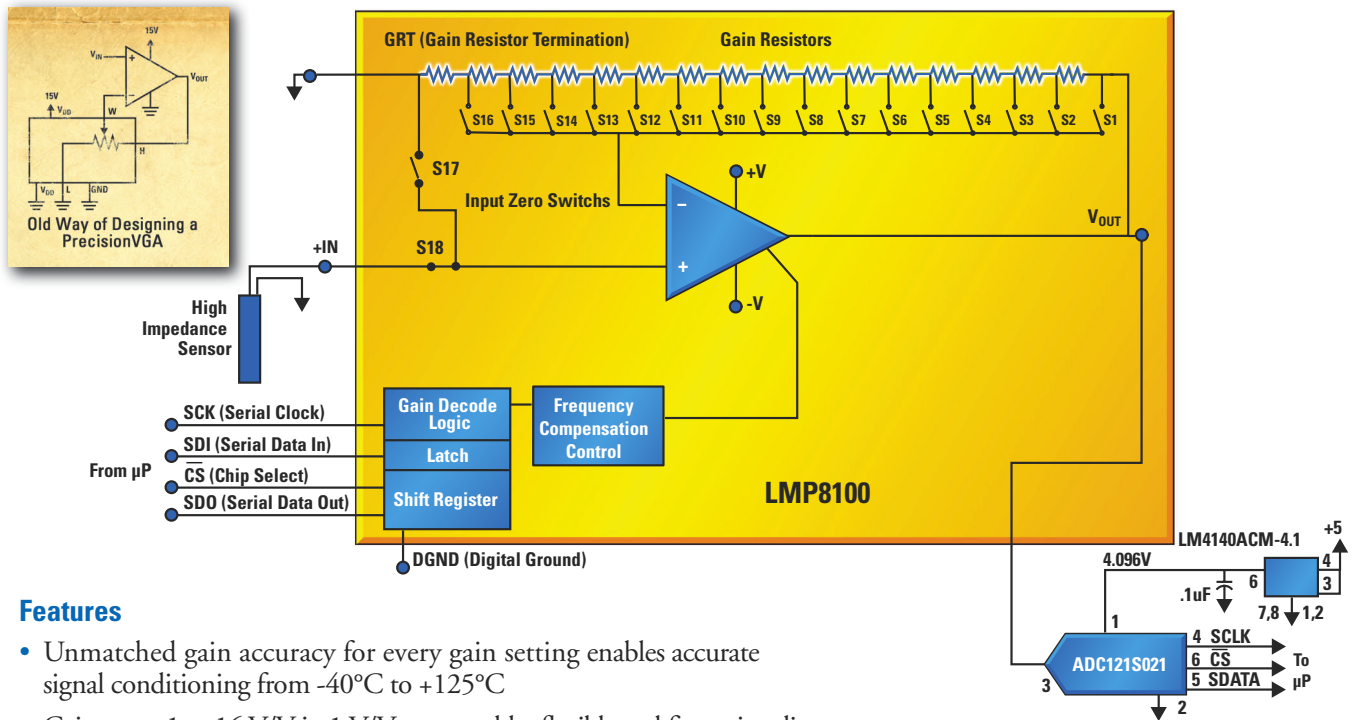 15V
VIN
VOUT
15V
VDD
W
H
VDD
L
GND
Old Way of Designing a
PrecisionVGA
GRT (Gain Resistor Termination)
Gain Resistors
S16 S15 S14 S13 S12 S11 S10 S9 S8 S7 S6 S5 S4 S3 S2 S1
S17
Input Zero Switchs
+V
VOUT
+IN
S18
-V
High
Impedance
Sensor
SCK (Serial Clock)
SDI (Serial Data In)
From µP
CS (Chip Select)
SDO (Serial Data Out)
Gain Decode
Logic
Latch
Shift Register
Frequency
Compensation
Control
LMP8100
DGND (Digital Ground)
LM4140ACM-4.1
+5
4.096V
.1uF
6
4
3
7,8
1,2
1
ADC121S021
3
4 SCLK
6 CS
5 SDATA
To
µP
2
Features
• Unmatched gain accuracy for every gain setting enables accurate
signal conditioning from -40°C to +125°C